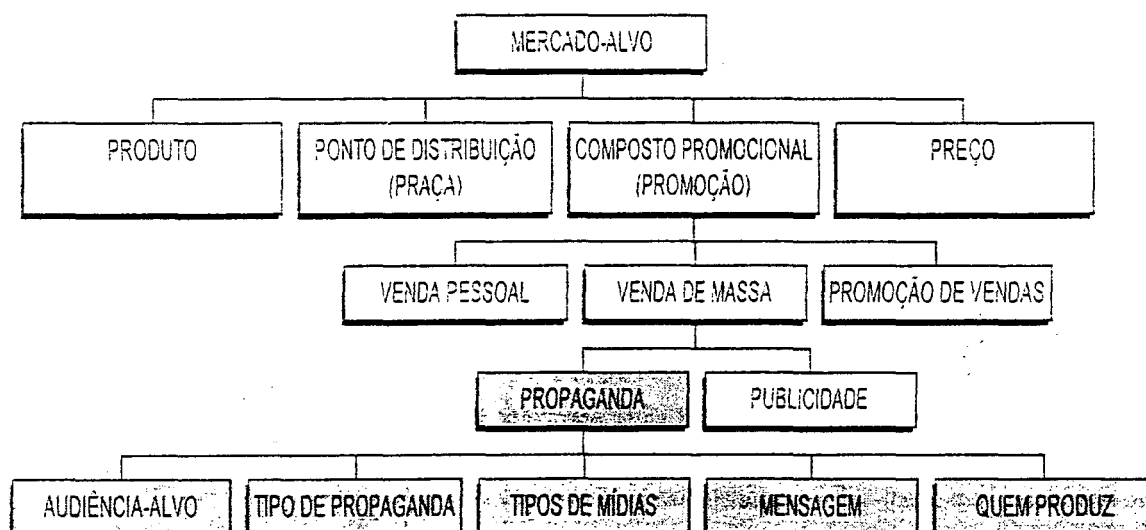 MERCADO-ALVO
PRODUTO
PONTO DE DISTRIBUIÇÃO
(PRAÇA)
COMPOSTO PROMOCIONAL
(PROMOÇÃO)
PREÇO
VENDA PESSOAL
VENDA DE MASSA
PROMOÇÃO DE VENDAS
PROPAGANDA
PUBLICIDADE
AUDIÊNCIA-ALVO
TIPO DE PROPAGANDA
TIPOS DE MÍDIAS
MENSAGEM
QUEM PRODUZ